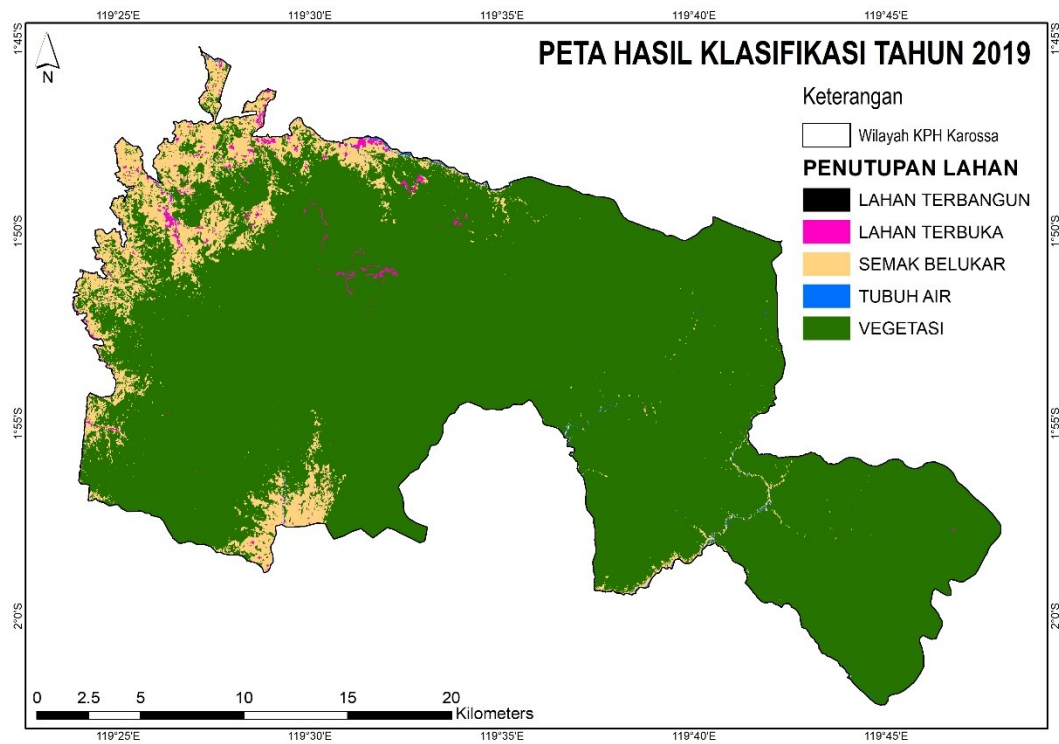 119°25'E 119°30'E 119°35'E 119°40'E 119°45'E
1°45'S 1°45'S
N
PETA HASIL KLASIFIKASI TAHUN 2019
Keterangan
Wilayah KPH Karossa
PENUTUPAN LAHAN
LAHAN TERBANGUN
LAHAN TERBUKA
SEMAK BELUKAR
TUBUH AIR
VEGETASI
1°50'S 1°50'S
1°55'S 1°55'S
2°0'S 2°0'S
0 2.5 5 10 15 20
Kilometers
119°25'E 119°30'E 119°35'E 119°40'E 119°45'E